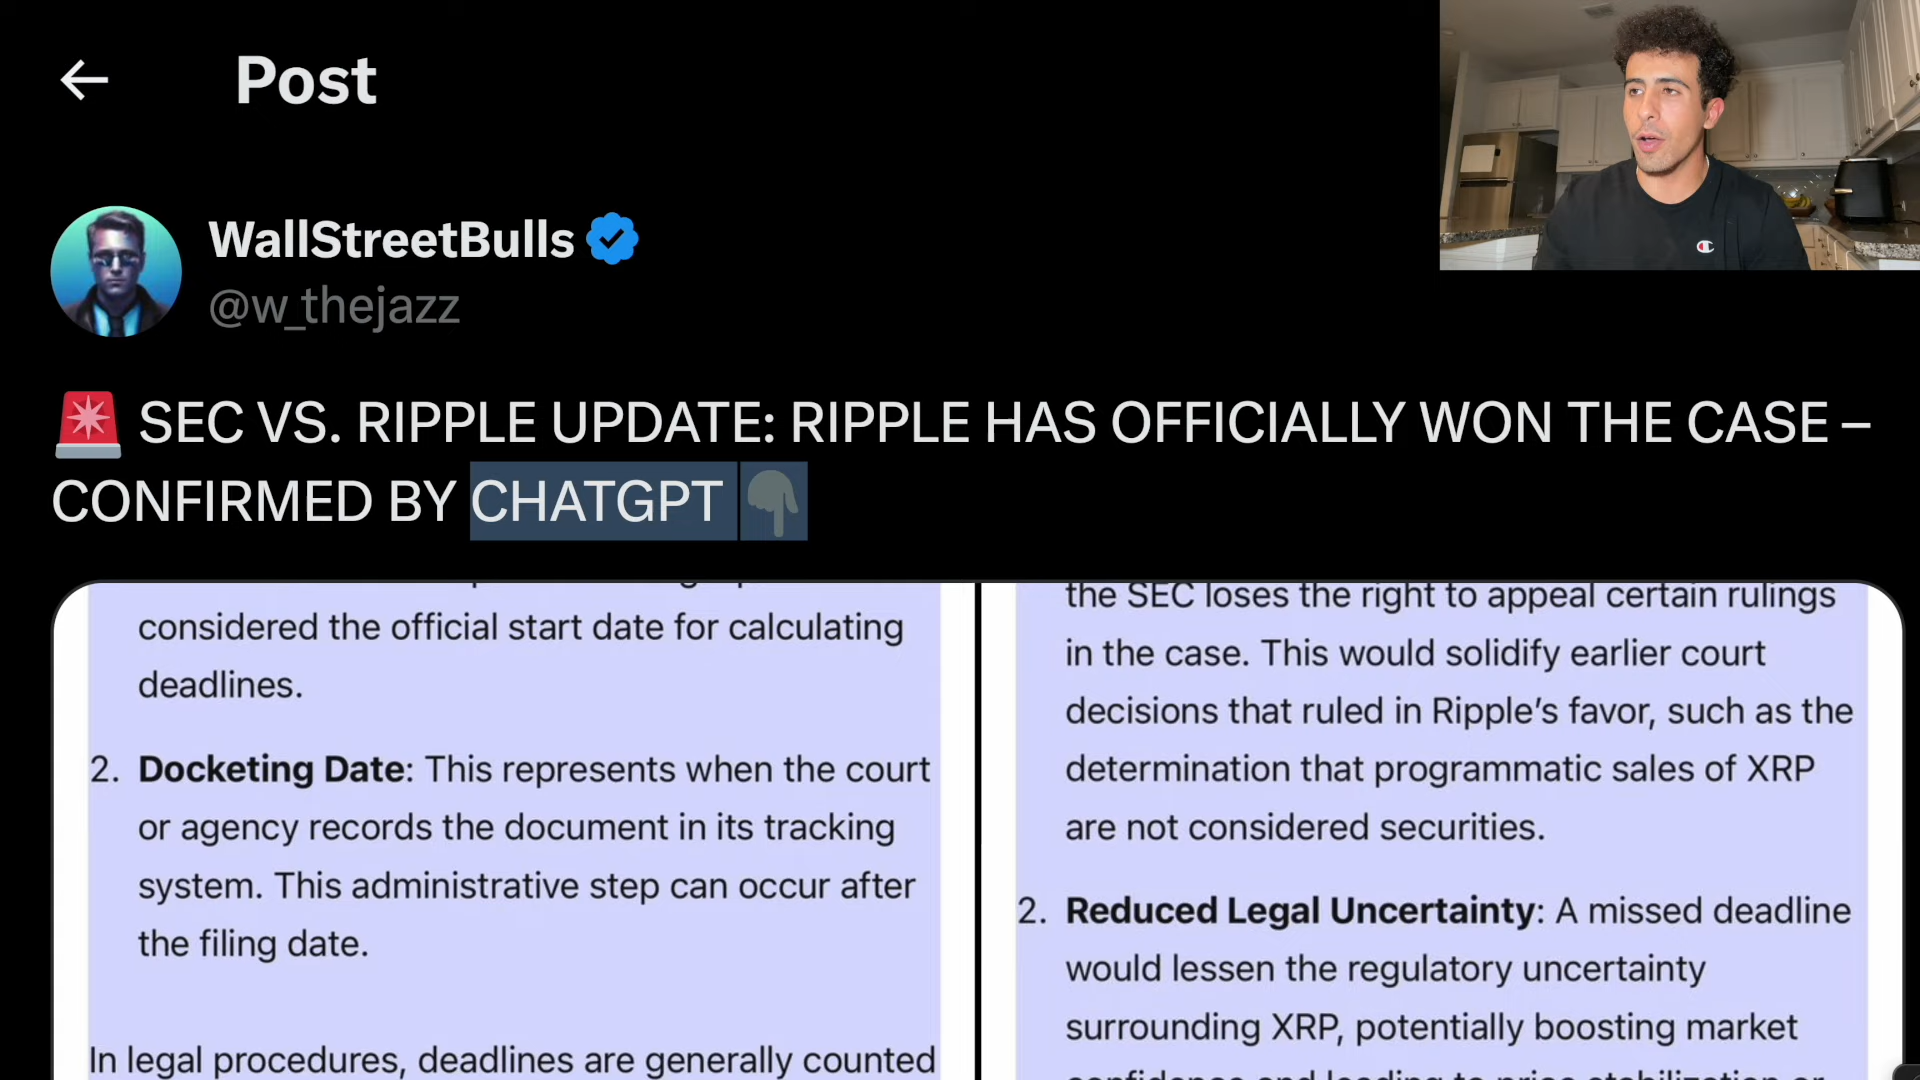 Post
WallStreetBulls
@w_thejazz
🚨 SEC VS. RIPPLE UPDATE: RIPPLE HAS OFFICIALLY WON THE CASE –
CONFIRMED BY CHATGPT 👇
considered the official start date for calculating
deadlines.
2. Docketing Date: This represents when the court
or agency records the document in its tracking
system. This administrative step can occur after
the filing date.
In legal procedures, deadlines are generally counted
the SEC loses the right to appeal certain rulings
in the case. This would solidify earlier court
decisions that ruled in Ripple’s favor, such as the
determination that programmatic sales of XRP
are not considered securities.
2. Reduced Legal Uncertainty: A missed deadline
would lessen the regulatory uncertainty
surrounding XRP, potentially boosting market